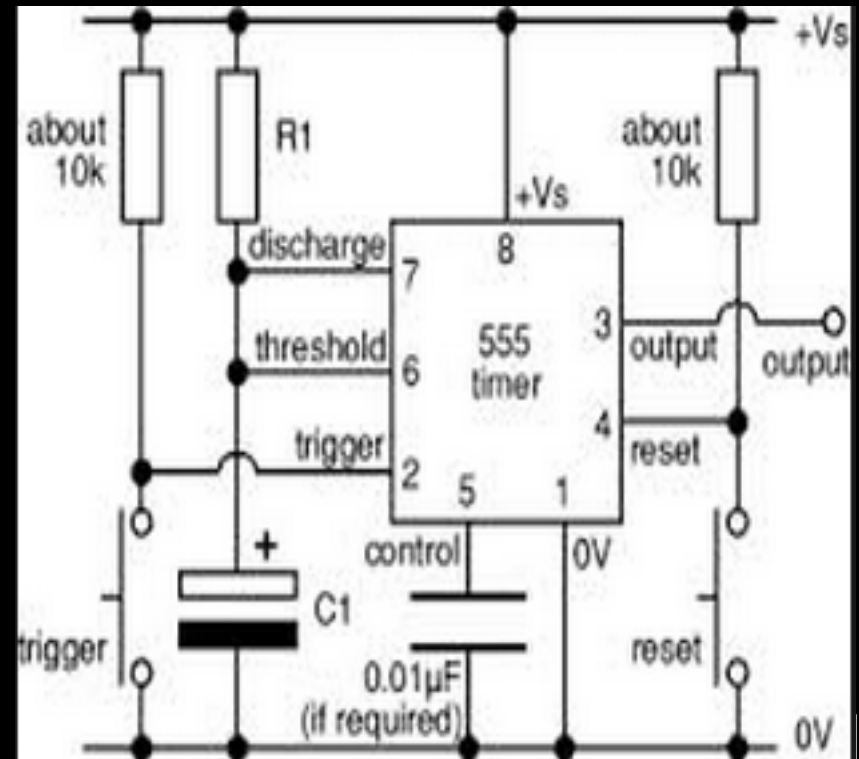 +Vs
about
10k
R1
about
10k
+Vs
discharge
7
8
3
output
output
threshold
6
555
timer
4
reset
trigger
2
5
1
control
0V
+
C1
trigger
0.01µF
(if required)
reset
0V